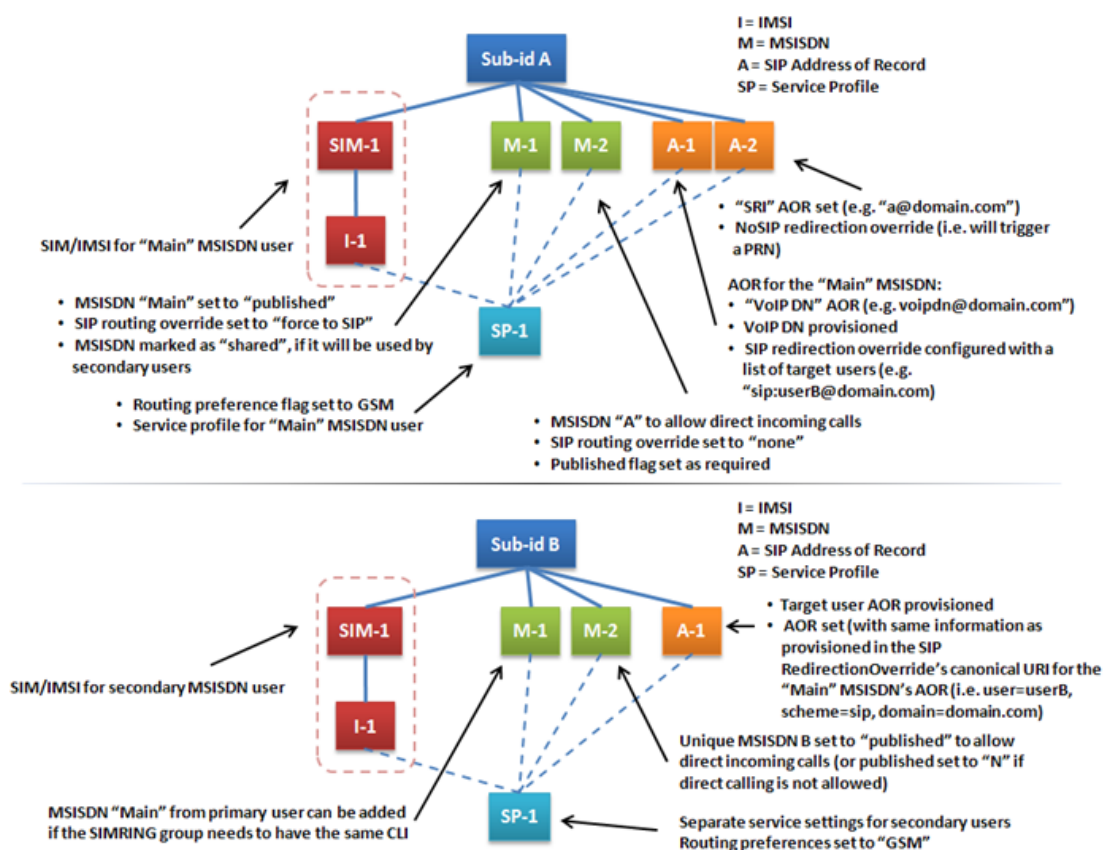 I = IMSI
M = MSISDN
A = SIP Address of Record
SP = Service Profile
Sub-id A
SIM-1
M-1
M-2
A-1
A-2
I-1
SIM/IMSI for “Main” MSISDN user
• “SRI” AOR set (e.g. “a@domain.com”)
• NoSIP redirection override (i.e. will trigger
a PRN)
AOR for the “Main” MSISDN:
• “VoIP DN” AOR (e.g. voipdn@domain.com”)
• VoIP DN provisioned
• SIP redirection override configured with a
list of target users (e.g.
“sip:userB@domain.com)
• MSISDN “Main” set to “published”
• SIP routing override set to “force to SIP”
• MSISDN marked as “shared”, if it will be used by
secondary users
SP-1
• Routing preference flag set to GSM
• Service profile for “Main” MSISDN user
• MSISDN “A” to allow direct incoming calls
• SIP routing override set to “none”
• Published flag set as required
I = IMSI
M = MSISDN
A = SIP Address of Record
SP = Service Profile
Sub-id B
SIM-1
M-1
M-2
A-1
I-1
• Target user AOR provisioned
• AOR set (with same information as
provisioned in the SIP
RedirectionOverride’s canonical URI for the
“Main” MSISDN’s AOR (i.e. user=userB,
scheme=sip, domain=domain.com)
SIM/IMSI for secondary MSISDN user
Unique MSISDN B set to “published” to allow
direct incoming calls (or published set to “N” if
direct calling is not allowed)
MSISDN “Main” from primary user can be added
if the SIMRING group needs to have the same CLI
SP-1
Separate service settings for secondary users
Routing preferences set to “GSM”